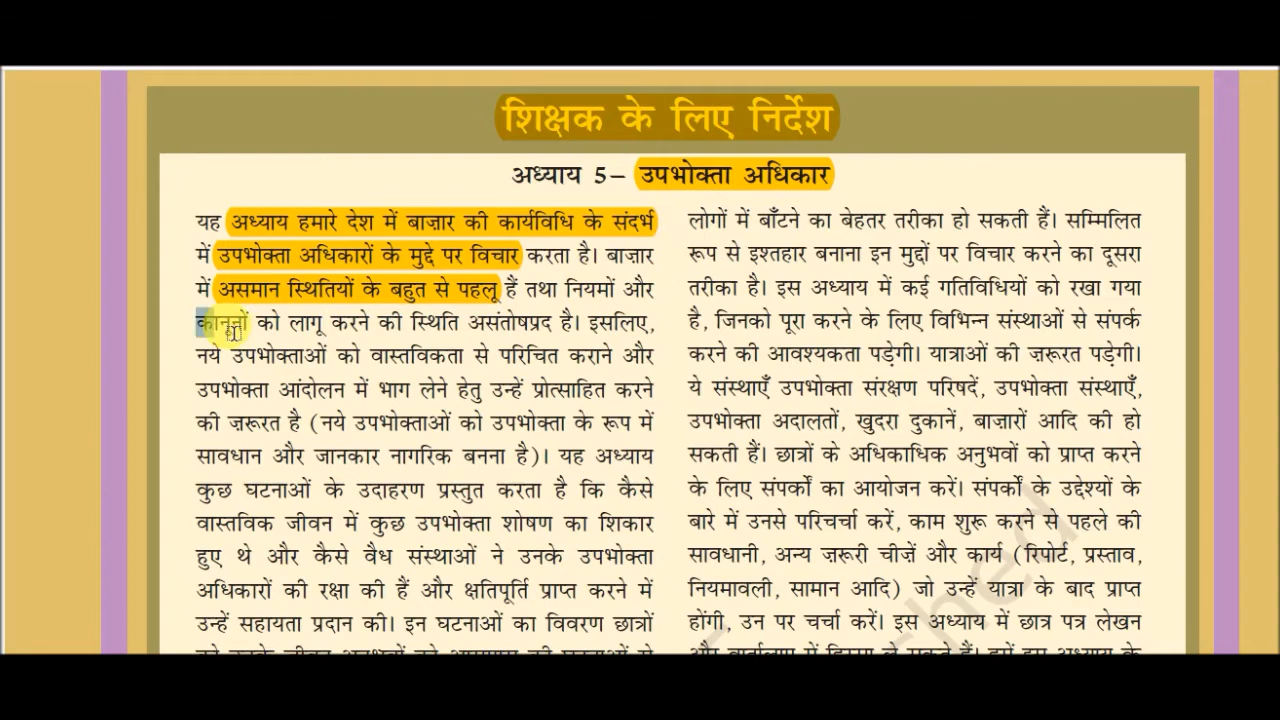 शिक्षक के लिए निर्देश
अध्याय 5– उपभोक्ता अधिकार
यह अध्याय हमारे देश में बाज़ार की कार्यविधि के संदर्भ
में उपभोक्ता अधिकारों के मुद्दे पर विचार करता है। बाज़ार
में असमान स्थितियों के बहुत से पहलू हैं तथा नियमों और
कानूनों को लागू करने की स्थिति असंतोषप्रद है। इसलिए,
नये उपभोक्ताओं को वास्तविकता से परिचित कराने और
उपभोक्ता आंदोलन में भाग लेने हेतु उन्हें प्रोत्साहित करने
की ज़रूरत है (नये उपभोक्ताओं को उपभोक्ता के रूप में
सावधान और जानकार नागरिक बनना है)। यह अध्याय
कुछ घटनाओं के उदाहरण प्रस्तुत करता है कि कैसे
वास्तविक जीवन में कुछ उपभोक्ता शोषण का शिकार
हुए थे और कैसे वैध संस्थाओं ने उनके उपभोक्ता
अधिकारों की रक्षा की हैं और क्षतिपूर्ति प्राप्त करने में
उन्हें सहायता प्रदान की। इन घटनाओं का विवरण छात्रों
लोगों में बाँटने का बेहतर तरीका हो सकती हैं। सम्मिलित
रूप से इश्तहार बनाना इन मुद्दों पर विचार करने का दूसरा
तरीका है। इस अध्याय में कई गतिविधियों को रखा गया
है, जिनको पूरा करने के लिए विभिन्न संस्थाओं से संपर्क
करने की आवश्यकता पड़ेगी। यात्राओं की ज़रूरत पड़ेगी।
ये संस्थाएँ उपभोक्ता संरक्षण परिषदें, उपभोक्ता संस्थाएँ,
उपभोक्ता अदालतों, खुदरा दुकानें, बाज़ारों आदि की हो
सकती हैं। छात्रों के अधिकाधिक अनुभवों को प्राप्त करने
के लिए संपर्कों का आयोजन करें। संपर्कों के उद्देश्यों के
बारे में उनसे परिचर्चा करें, काम शुरू करने से पहले की
सावधानी, अन्य ज़रूरी चीज़ें और कार्य (रिपोर्ट, प्रस्ताव,
नियमावली, सामान आदि) जो उन्हें यात्रा के बाद प्राप्त
होंगी, उन पर चर्चा करें। इस अध्याय में छात्र पत्र लेखन